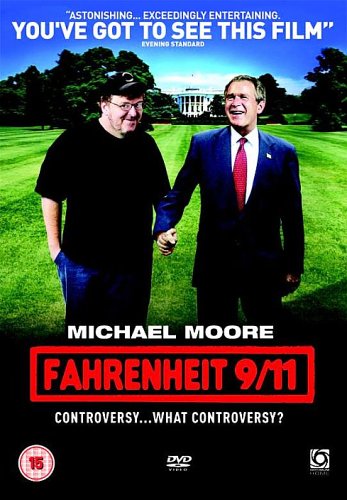 “ASTONISHING... EXCEEDINGLY ENTERTAINING.
YOU'VE GOT TO SEE THIS FILM”
EVENING STANDARD
MICHAEL MOORE
FAHRENHEIT 9/11
CONTROVERSY...WHAT CONTROVERSY?
15
DVD
VIDEO